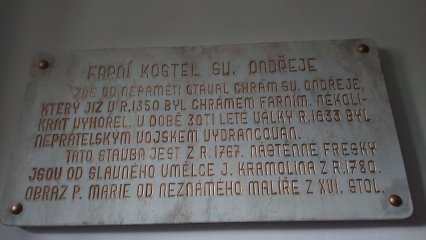 FARNÍ KOSTEL SV. ONDŘEJE
ZDE OD NEPAMĚTI STÁVAL CHRÁM SV. ONDŘEJE,
KTERÝ JIŽ V R.1350 BYL CHRÁMEM FARNÍM. NĚKOLI-
KRÁT VYHOŘEL. V DOBĚ 30TI LETÉ VÁLKY R.1633 BYL
NEPŘÁTELSKÝM VOJSKEM VYDRANCOVÁN.
TATO STAVBA JEST Z R. 1767. NÁSTĚNNÉ FRESKY
JSOU OD SLAVNÉHO UMĚLCE J. KRAMOLÍNA Z R.1780.
OBRAZ P. MARIE OD NEZNÁMÉHO MALÍŘE Z XVI. STOL.